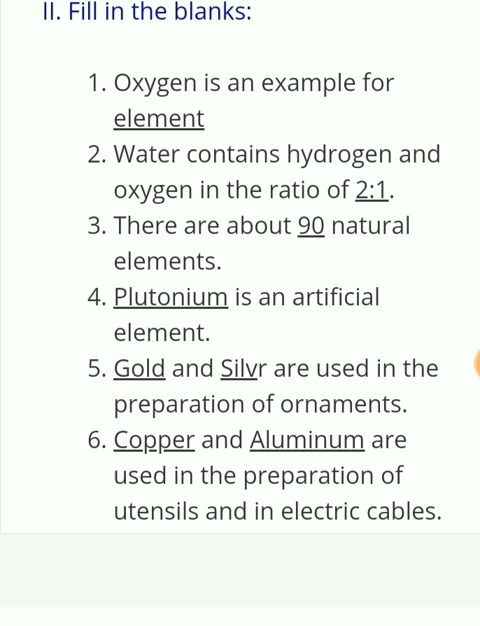 II. Fill in the blanks:
1. Oxygen is an example for
element
2. Water contains hydrogen and
oxygen in the ratio of 2:1.
3. There are about 90 natural
elements.
4. Plutonium is an artificial
element.
5. Gold and Silvr are used in the
preparation of ornaments.
6. Copper and Aluminum are
used in the preparation of
utensils and in electric cables.